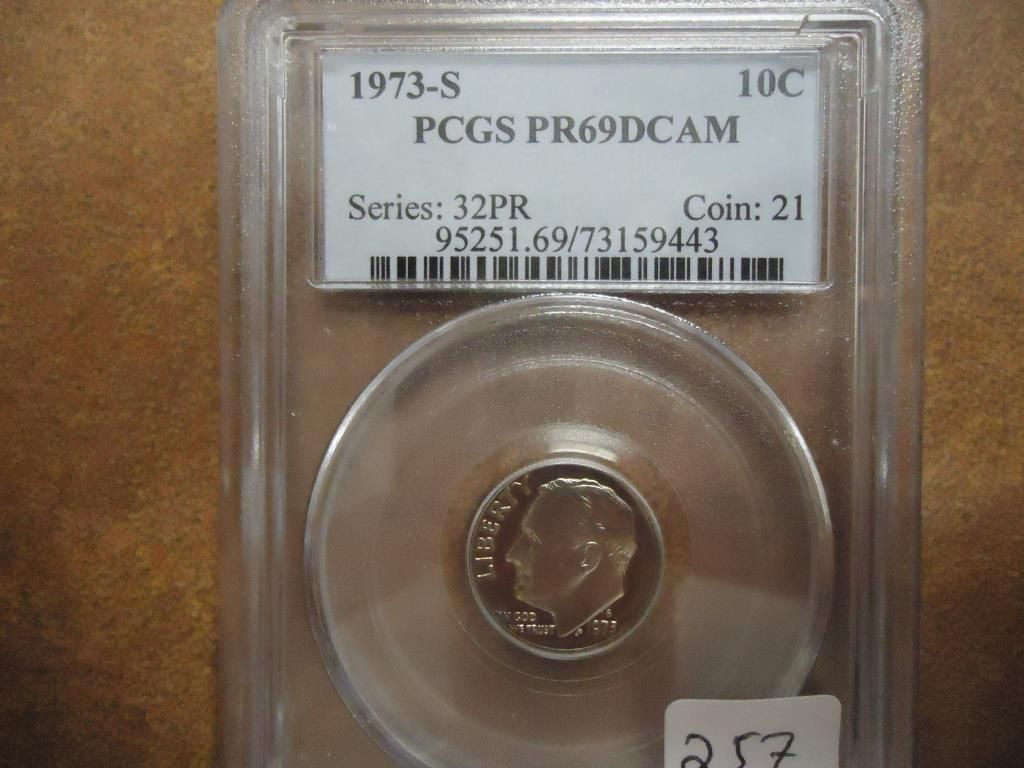 1973-S 10C
PCGS PR69DCAM
Series: 32PR Coin: 21
95251.69/73159443
LIBERTY
IN GOD
WE TRUST
S
1973
257